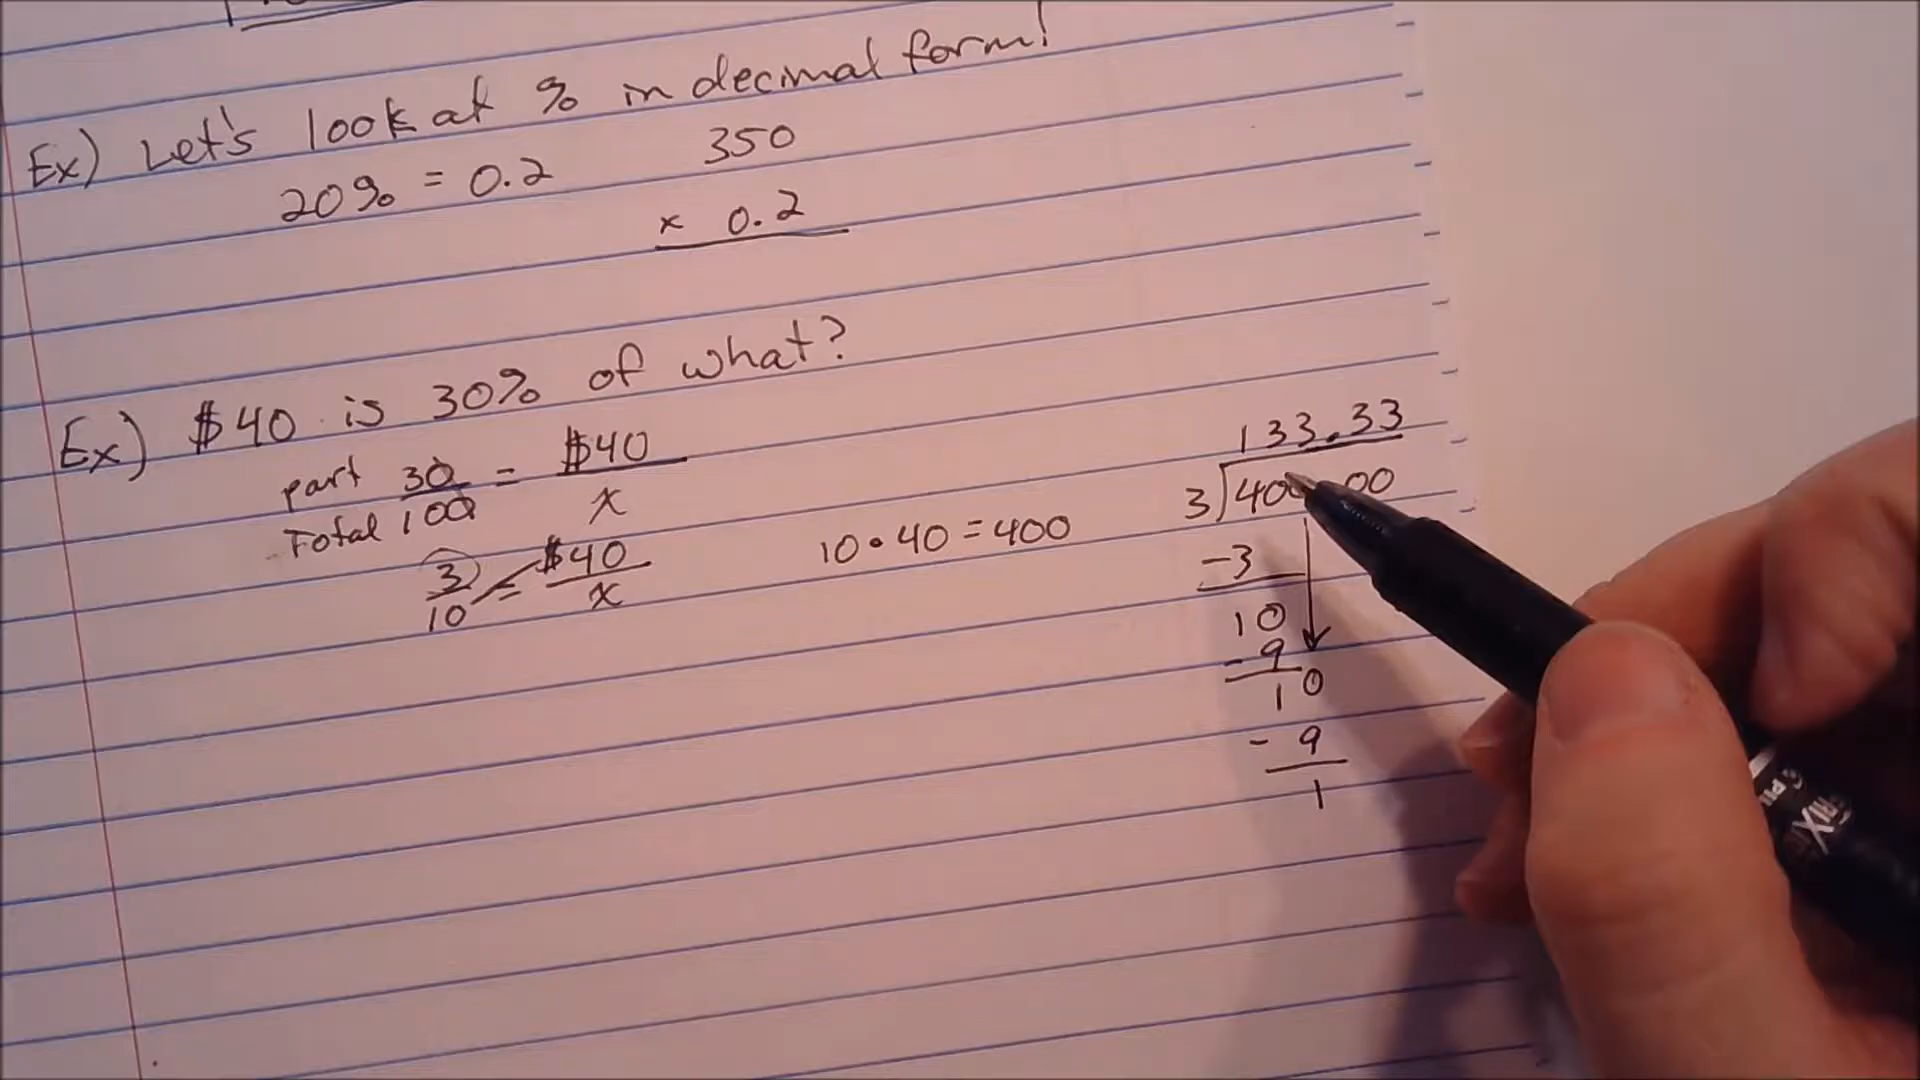 Ex) Let's look at % in decimal form!
20% = 0.2
350
x 0.2
Ex) $40 is 30% of what?
part 30 = $40
Total 100 x
3 = $40
10 x
10 • 40 = 400
133.33
3)400 00
-3
10
-9
10
-9
1